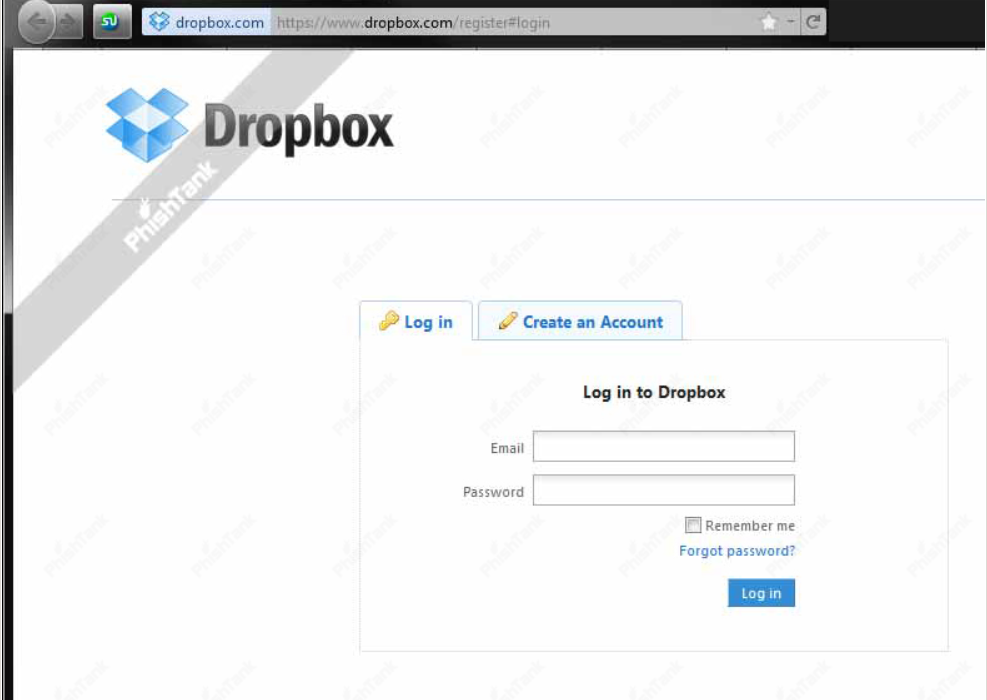 dropbox.com https://www.dropbox.com/register#login
Dropbox
PhishTank
Log in
Create an Account
Log in to Dropbox
Email
Password
Remember me
Forgot password?
Log in